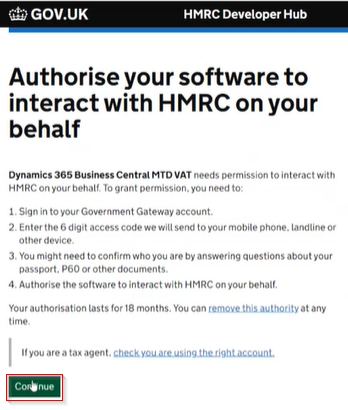 GOV.UK HMRC Developer Hub
Authorise your software to
interact with HMRC on your
behalf
Dynamics 365 Business Central MTD VAT needs permission to interact with
HMRC on your behalf. To grant permission, you need to:
1. Sign in to your Government Gateway account.
2. Enter the 6 digit access code we will send to your mobile phone, landline or
other device.
3. You might need to confirm who you are by answering questions about your
passport, P60 or other documents.
4. Authorise the software to interact with HMRC on your behalf.
Your authorisation lasts for 18 months. You can remove this authority at any
time.
If you are a tax agent, check you are using the right account.
Continue